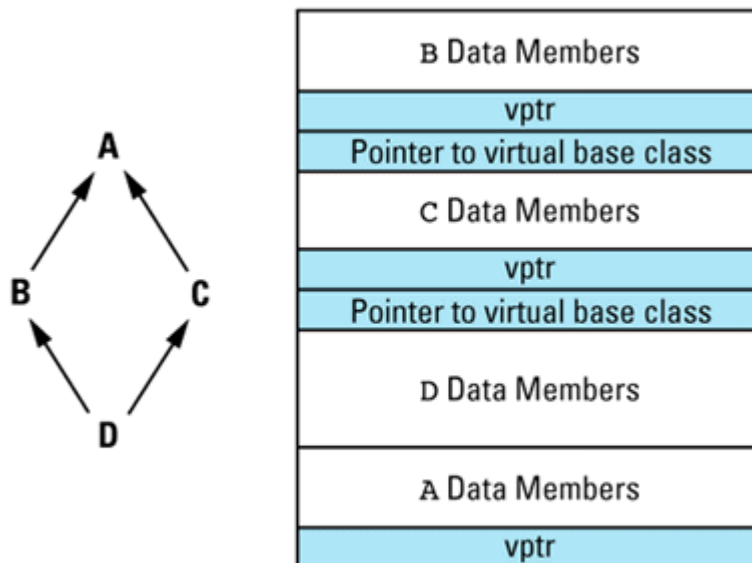 A
B
C
D
B Data Members
vptr
Pointer to virtual base class
C Data Members
vptr
Pointer to virtual base class
D Data Members
A Data Members
vptr